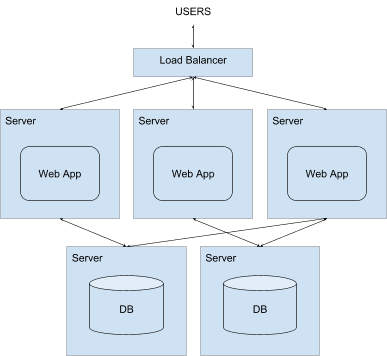 USERS
Load Balancer
Server
Server
Server
Web App
Web App
Web App
Server
Server
DB
DB